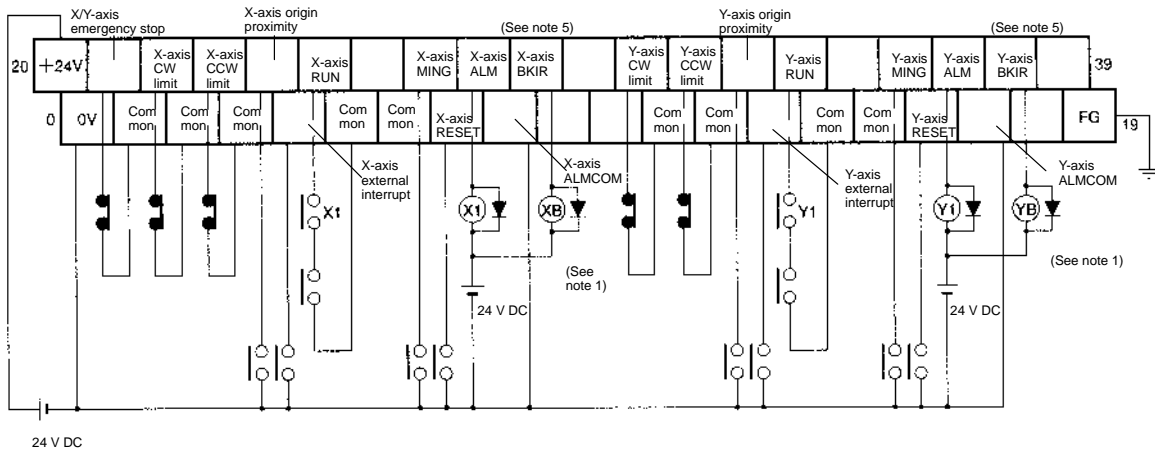 X/Y-axis
emergency stop
X-axis origin
proximity
(See note 5)
Y-axis origin
proximity
(See note 5)
20
+24V
X-axis
CW
limit
X-axis
CCW
limit
X-axis
RUN
X-axis
MING
X-axis
ALM
X-axis
BKIR
Y-axis
CW
limit
Y-axis
CCW
limit
Y-axis
RUN
Y-axis
MING
Y-axis
ALM
Y-axis
BKIR
39
0
0V
Com
mon
Com
mon
Com
mon
Com
mon
Com
mon
X-axis
RESET
Com
mon
Com
mon
Com
mon
Com
mon
Y-axis
RESET
FG
19
X-axis
external
interrupt
X-axis
ALMCOM
Y-axis
external
interrupt
Y-axis
ALMCOM
X1
X1
XB
Y1
Y1
YB
(See
note 1)
(See note 1)
24 V DC
24 V DC
24 V DC